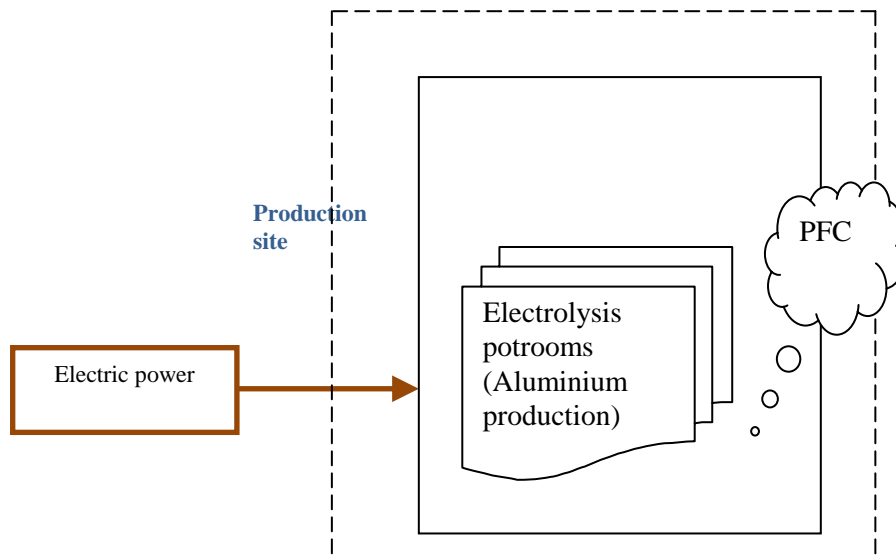 Production
site
PFC
Electrolysis
potrooms
(Aluminium
production)
Electric power